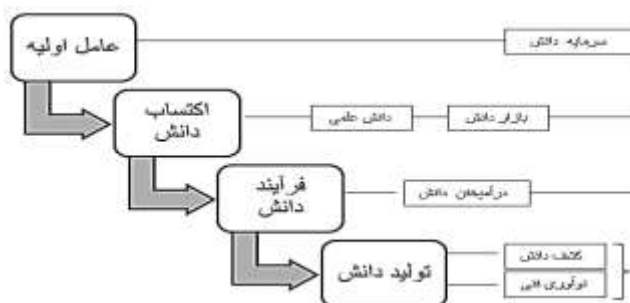 عامل اولیه
سرمایه دانش
اکتساب
دانش
دانش علمی
بازار دانش
فرآیند
دانش
درآمیختن دانش
تولید دانش
کشف دانش
نوآوری فنی